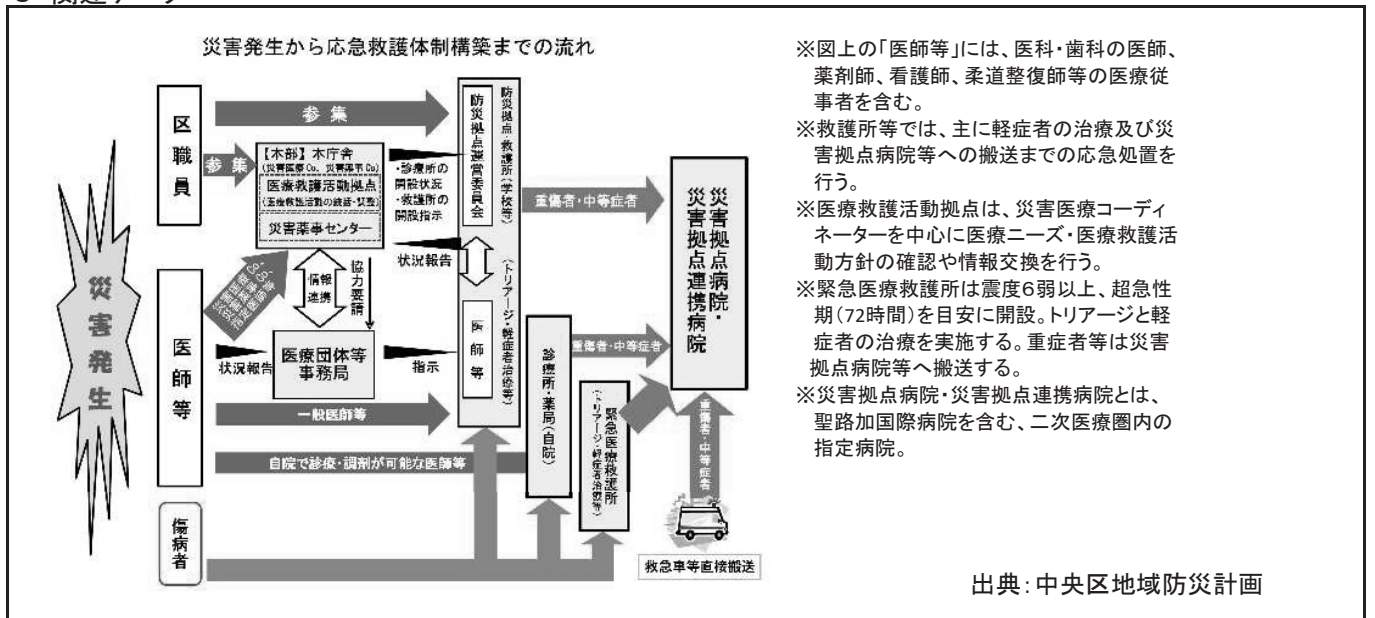 災害発生から応急救護体制構築までの流れ
災害発生
区職員
医師等
傷病者
参集
参集
【本部】本庁舎
(災害医療Co、災害薬事Co)
医療救護活動拠点
(医療救護活動の統括・調整)
災害薬事センター
・診療所の
開設状況
・救護所の
開設指示
状況報告
情報
連携
協力要請
状況報告
医療団体等
事務局
指示
一般医師等
自院で診療・調剤が可能な医師等
防災拠点運営委員会
医師等
防災拠点・救護所(学校等)
(トリアージ・軽症者治療等)
重傷者・中等症者
重傷者・中等症者
診療所・薬局(自院)
緊急医療救護所
(トリアージ・軽症者治療等)
災害拠点病院・
災害拠点連携病院
重傷者・中等症者
救急車等直接搬送
※図上の「医師等」には、医科・歯科の医師、
薬剤師、看護師、柔道整復師等の医療従
事者を含む。
※救護所等では、主に軽症者の治療及び災
害拠点病院等への搬送までの応急処置を
行う。
※医療救護活動拠点は、災害医療コーディ
ネーターを中心に医療ニーズ・医療救護活
動方針の確認や情報交換を行う。
※緊急医療救護所は震度6弱以上、超急性
期(72時間)を目安に開設。トリアージと軽
症者の治療を実施する。重症者等は災害
拠点病院等へ搬送する。
※災害拠点病院・災害拠点連携病院とは、
聖路加国際病院を含む、二次医療圏内の
指定病院。
出典:中央区地域防災計画